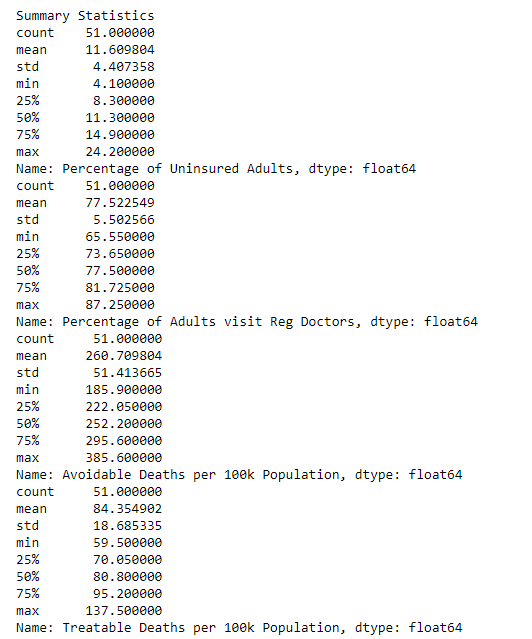 Summary Statistics
count    51.000000
mean     11.609804
std       4.407358
min       4.100000
25%       8.300000
50%      11.300000
75%      14.900000
max      24.200000
Name: Percentage of Uninsured Adults, dtype: float64
count    51.000000
mean     77.522549
std       5.502566
min      65.550000
25%      73.650000
50%      77.500000
75%      81.725000
max      87.250000
Name: Percentage of Adults visit Reg Doctors, dtype: float64
count     51.000000
mean     260.709804
std       51.413665
min      185.900000
25%      222.050000
50%      252.200000
75%      295.600000
max      385.600000
Name: Avoidable Deaths per 100k Population, dtype: float64
count     51.000000
mean      84.354902
std       18.685335
min       59.500000
25%       70.050000
50%       80.800000
75%       95.200000
max      137.500000
Name: Treatable Deaths per 100k Population, dtype: float64